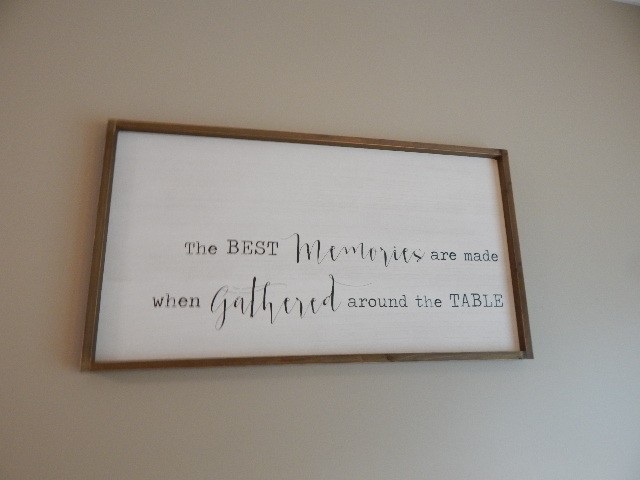 The BEST Memories are made
when Gathered around the TABLE